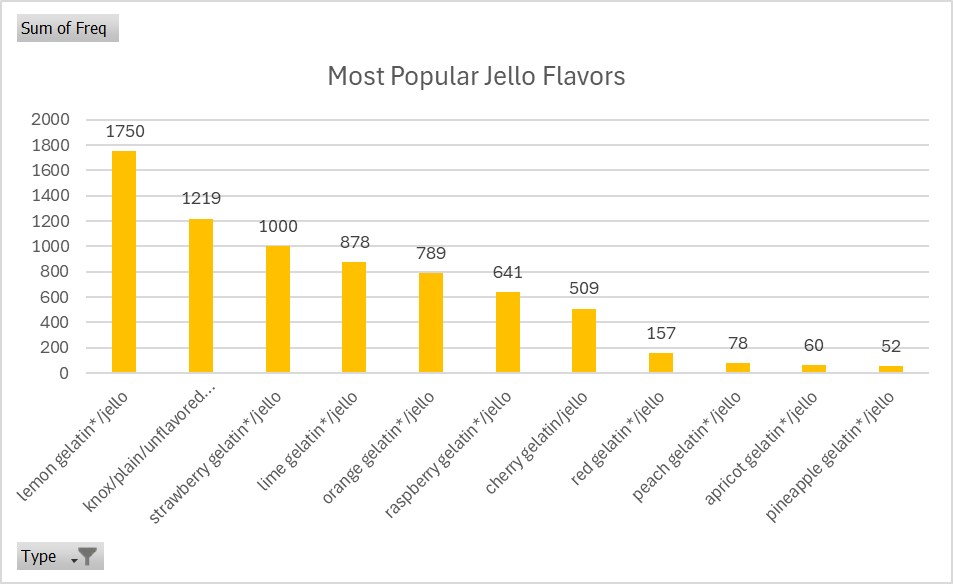 Sum of Freq
Most Popular Jello Flavors
2000
1800
1600
1400
1200
1000
800
600
400
200
0
1750
1219
1000
878
789
641
509
157
78
60
52
lemon gelatin*/jello
knox/plain/unflavored...
strawberry gelatin*/jello
lime gelatin*/jello
orange gelatin*/jello
raspberry gelatin*/jello
cherry gelatin/jello
red gelatin*/jello
peach gelatin*/jello
apricot gelatin*/jello
pineapple gelatin*/jello
Type